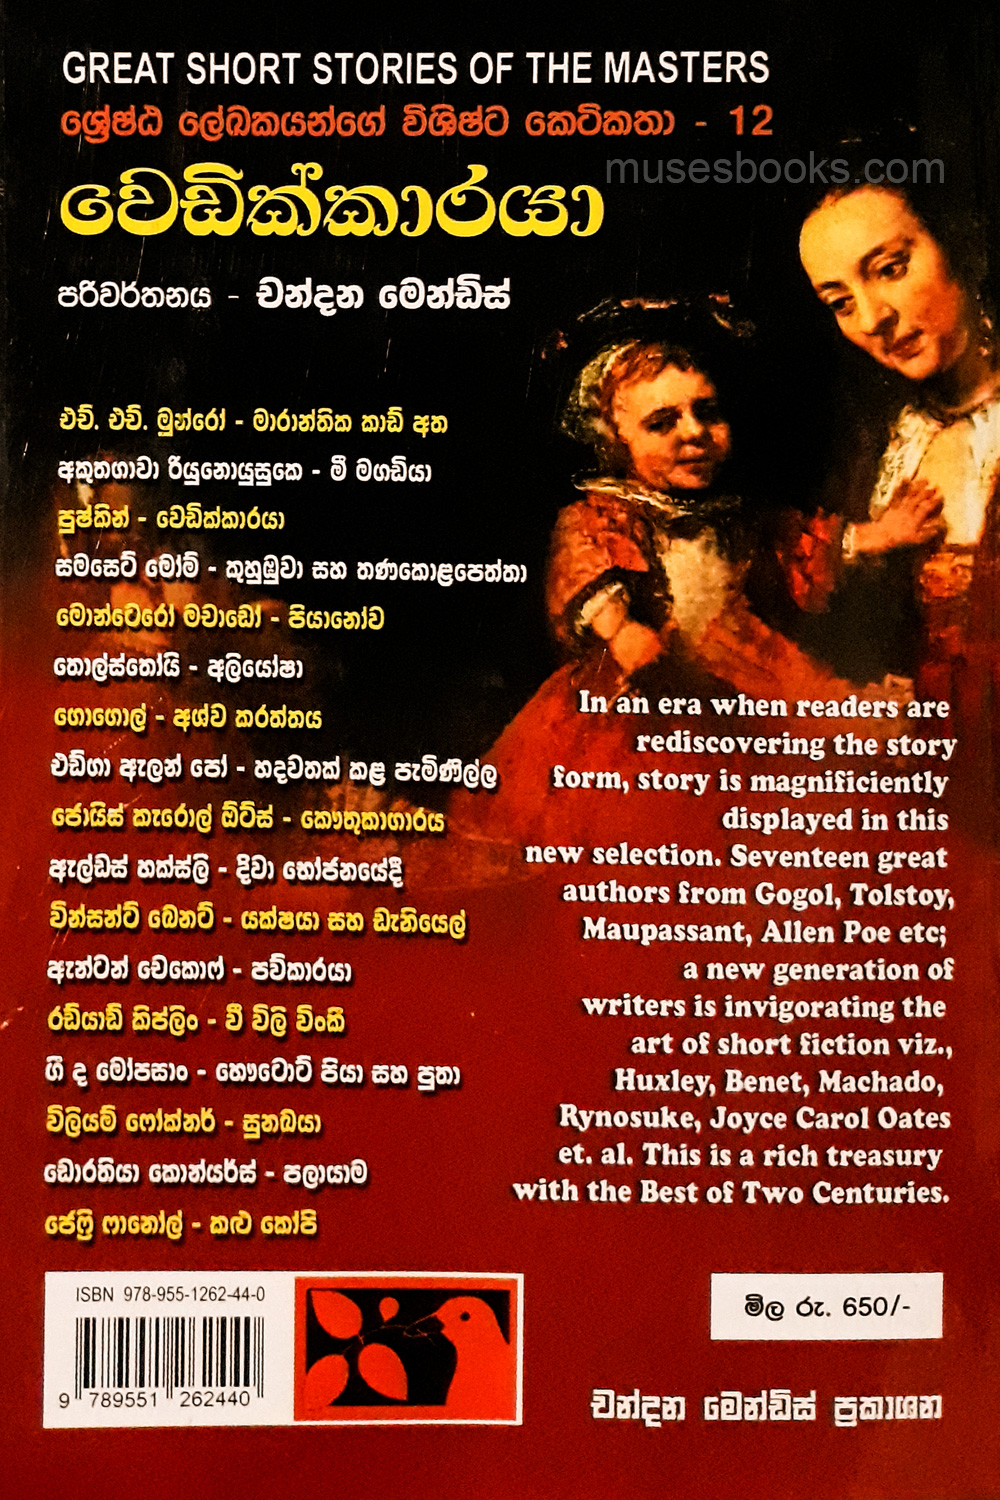 GREAT SHORT STORIES OF THE MASTERS
ශ්‍රේෂ්ඨ ලේඛකයන්ගේ විශිෂ්ට කෙටිකතා - 12
musesbooks.com
වෙඩික්කාරයා
පරිවර්තනය - චන්දන මෙන්ඩිස්
එච්. එච්. මුන්රෝ - මාරාන්තික කාඩ් අත
අකුතගාවා රියුනොයුසුකෙ - මී මගඩියා
පුෂ්කින් - වෙඩික්කාරයා
සමසෙට් මෝම් - කුහුඹුවා සහ තණකොළපෙත්තා
මොන්ටෙරෝ මචාඩෝ - පියානෝව
තොල්ස්තෝයි - අලියෝෂා
ගොගොල් - අශ්ව කරත්තය
එඩ්ගා ඇලන් පෝ - හදවතක් කළ පැමිණිල්ල
ජොයිස් කැරොල් ඕට්ස් - කෞතුකාගාරය
ඇල්ඩස් හක්ස්ලි - දිවා භෝජනයේදී
වින්සන්ට් බෙනට් - යක්ෂයා සහ ඩැනියෙල්
ඇන්ටන් චෙකොෆ් - පව්කාරයා
රඩ්යාඩ් කිප්ලිං - වී විලි වින්කී
ගී ද මෝපසාං - හෞටොට් පියා සහ පුතා
විලියම් ෆෝක්නර් - සුනඛයා
ඩොරතියා කොන්යර්ස් - පලායාම
ජෙෆ්‍රි ෆානෝල් - කළු කෝපි
In an era when readers are
rediscovering the story
form, story is magnificiently
displayed in this
new selection. Seventeen great
authors from Gogol, Tolstoy,
Maupassant, Allen Poe etc;
a new generation of
writers is invigorating the
art of short fiction viz.,
Huxley, Benet, Machado,
Rynosuke, Joyce Carol Oates
et. al. This is a rich treasury
with the Best of Two Centuries.
ISBN 978-955-1262-44-0
9 789551 262440
මිල රු. 650/-
චන්දන මෙන්ඩිස් ප්‍රකාශන